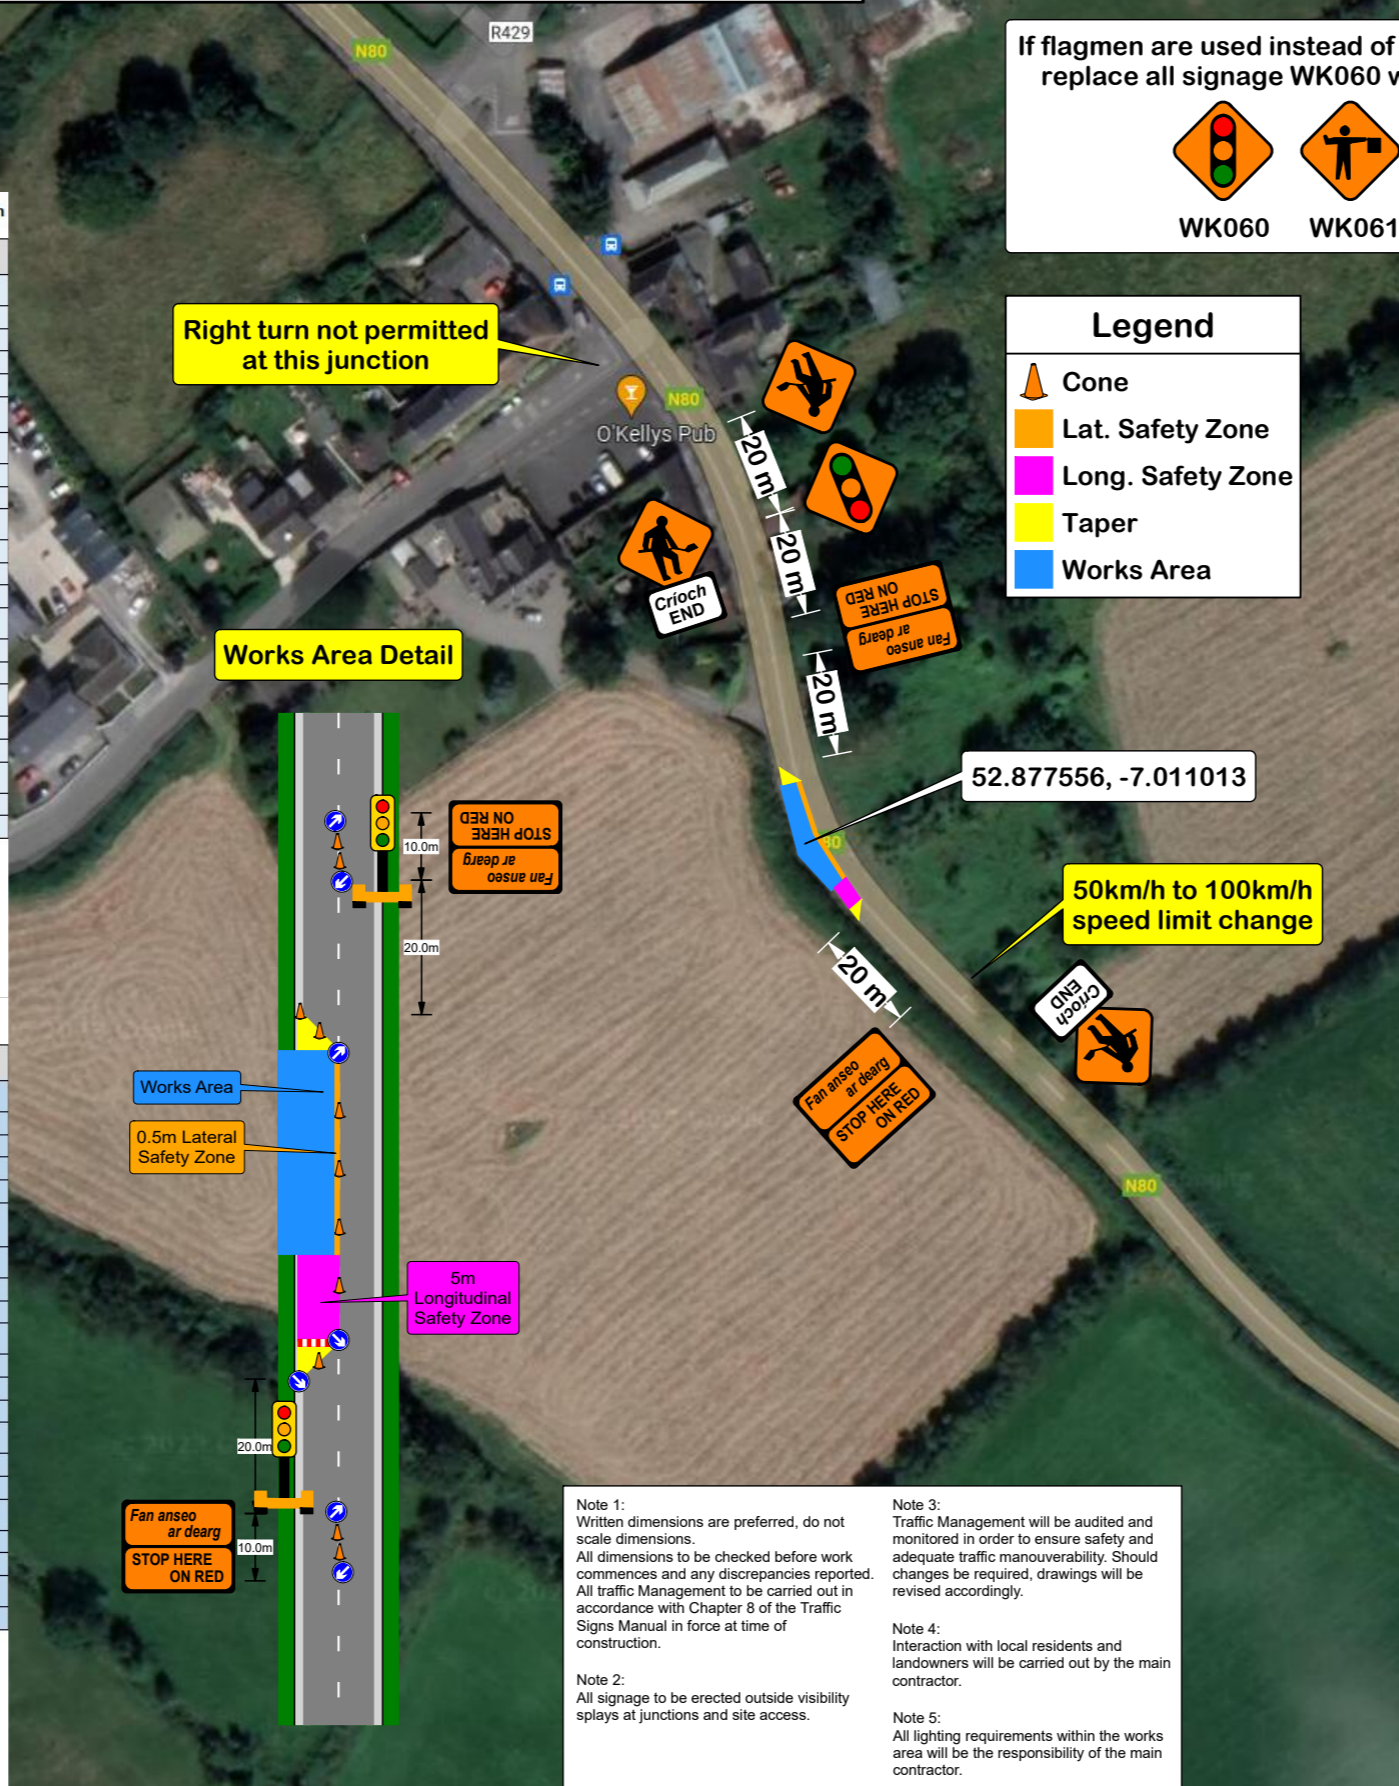 R429
N80
If flagmen are used instead of
replace all signage WK060
WK060
WK061
Right turn not permitted
at this junction
N80
O'Kellys Pub
20 m
20 m
20 m
Crioch
END
STOP HERE
ON RED
Fan anseo
ar dearg
Legend
Cone
Lat. Safety Zone
Long. Safety Zone
Taper
Works Area
Works Area Detail
52.877556, -7.011013
80
50km/h to 100km/h
speed limit change
20 m
Crioch
END
Fan anseo
ar dearg
STOP HERE
ON RED
N80
10.0m
20.0m
Fan anseo
ar dearg
STOP HERE
ON RED
Works Area
0.5m Lateral
Safety Zone
5m
Longitudinal
Safety Zone
20.0m
10.0m
Fan anseo
ar dearg
STOP HERE
ON RED
Note 1:
Written dimensions are preferred, do not
scale dimensions.
All dimensions to be checked before work
commences and any discrepancies reported.
All traffic Management to be carried out in
accordance with Chapter 8 of the Traffic
Signs Manual in force at time of
construction.
Note 2:
All signage to be erected outside visibility
splays at junctions and site access.
Note 3:
Traffic Management will be audited and
monitored in order to ensure safety and
adequate traffic manouverability. Should
changes be required, drawings will be
revised accordingly.
Note 4:
Interaction with local residents and
landowners will be carried out by the main
contractor.
Note 5:
All lighting requirements within the works
area will be the responsibility of the main
contractor.